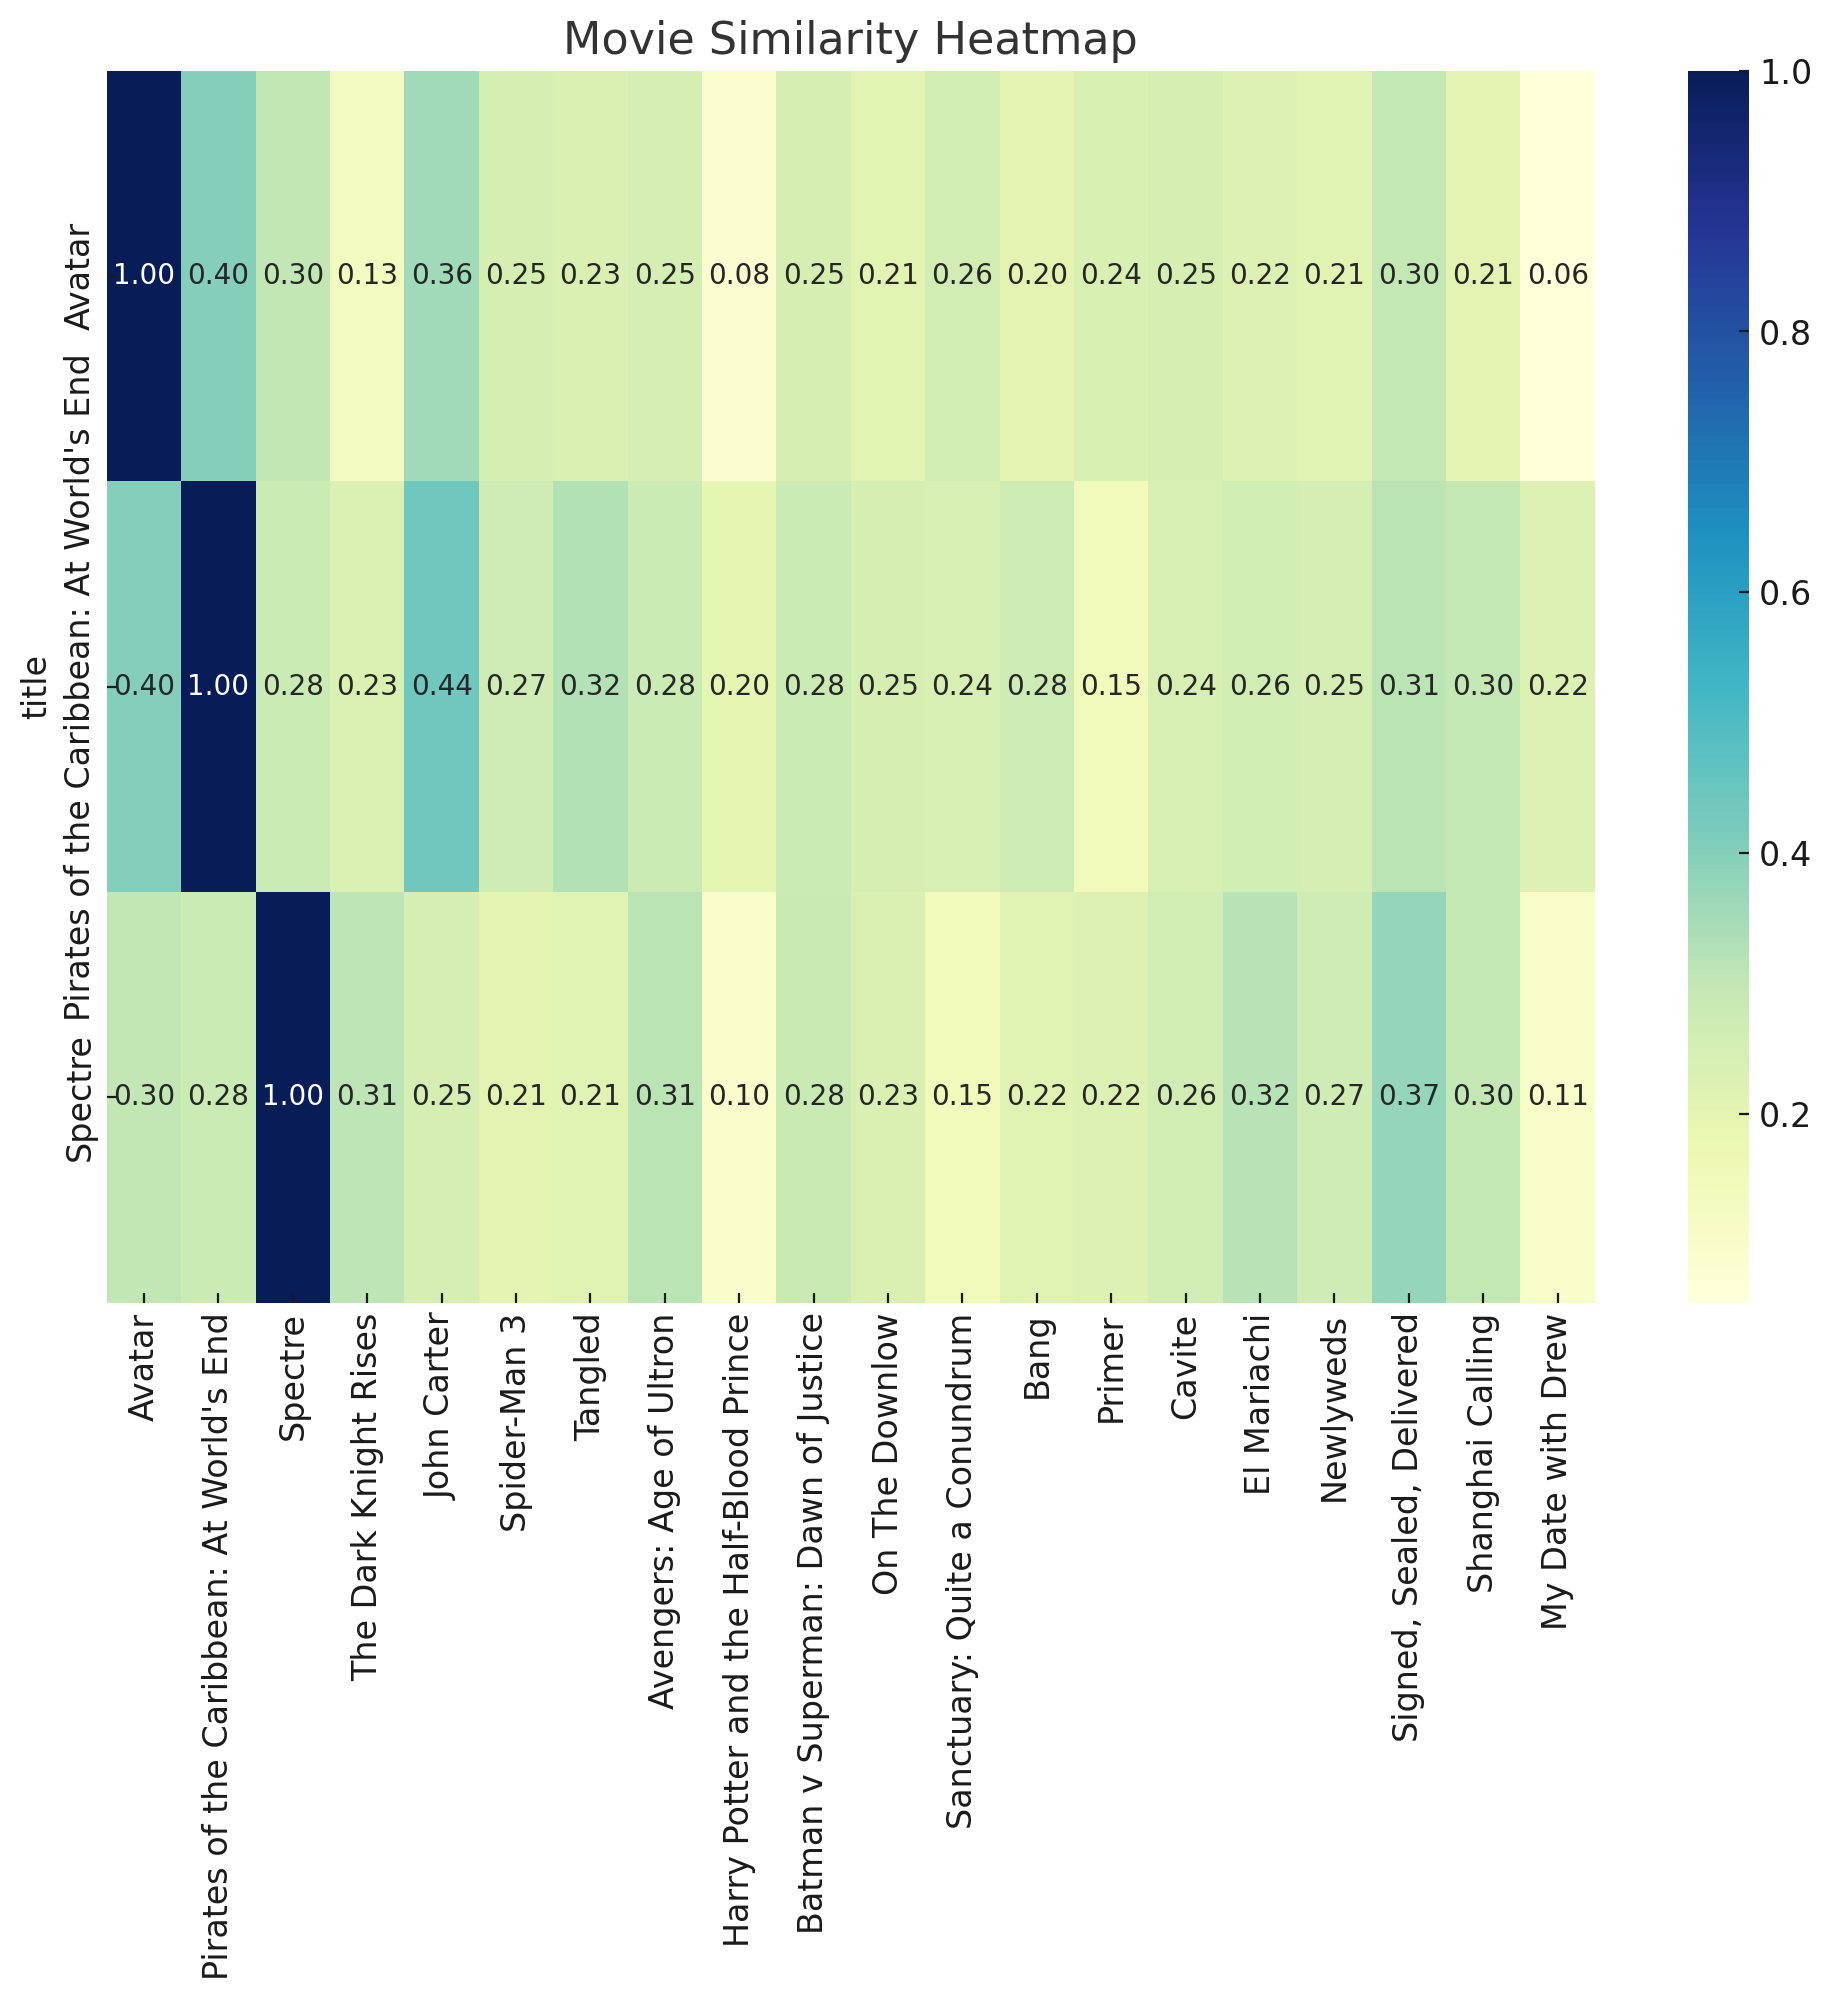 Movie Similarity Heatmap
title
Avatar
1.00 0.40 0.30 0.13 0.36 0.25 0.23 0.25 0.08 0.25 0.21 0.26 0.20 0.24 0.25 0.22 0.21 0.30 0.21 0.06
Pirates of the Caribbean: At World's End
0.40 1.00 0.28 0.23 0.44 0.27 0.32 0.28 0.20 0.28 0.25 0.24 0.28 0.15 0.24 0.26 0.25 0.31 0.30 0.22
Spectre
0.30 0.28 1.00 0.31 0.25 0.21 0.21 0.31 0.10 0.28 0.23 0.15 0.22 0.22 0.26 0.32 0.27 0.37 0.30 0.11
Avatar
Pirates of the Caribbean: At World's End
Spectre
The Dark Knight Rises
John Carter
Spider-Man 3
Tangled
Avengers: Age of Ultron
Harry Potter and the Half-Blood Prince
Batman v Superman: Dawn of Justice
On The Downlow
Sanctuary: Quite a Conundrum
Bang
Primer
Cavite
El Mariachi
Newlyweds
Signed, Sealed, Delivered
Shanghai Calling
My Date with Drew
1.0
0.8
0.6
0.4
0.2